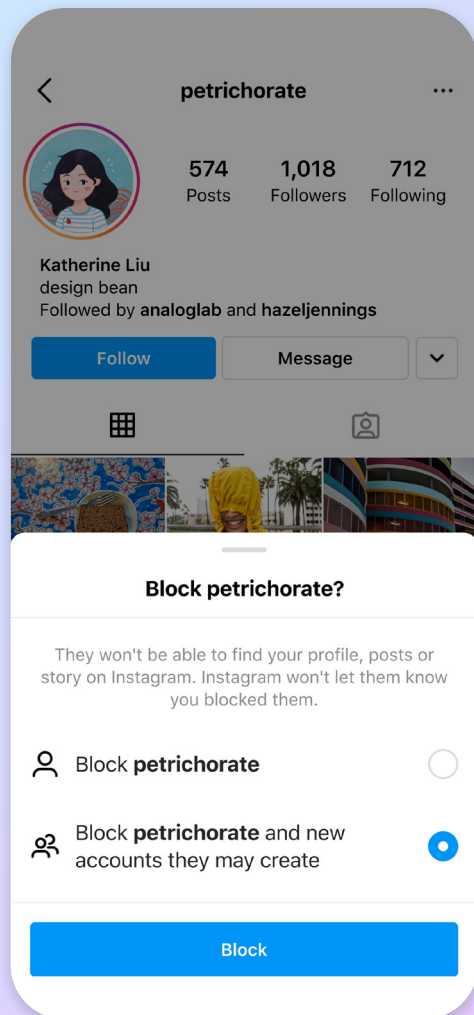 petrichorate
574 1,018 712
Posts Followers Following
Katherine Liu
design bean
Followed by analoglab and hazeljennings
Follow Message
Block petrichorate?
They won't be able to find your profile, posts or
story on Instagram. Instagram won't let them know
you blocked them.
Block petrichorate
Block petrichorate and new
accounts they may create
Block